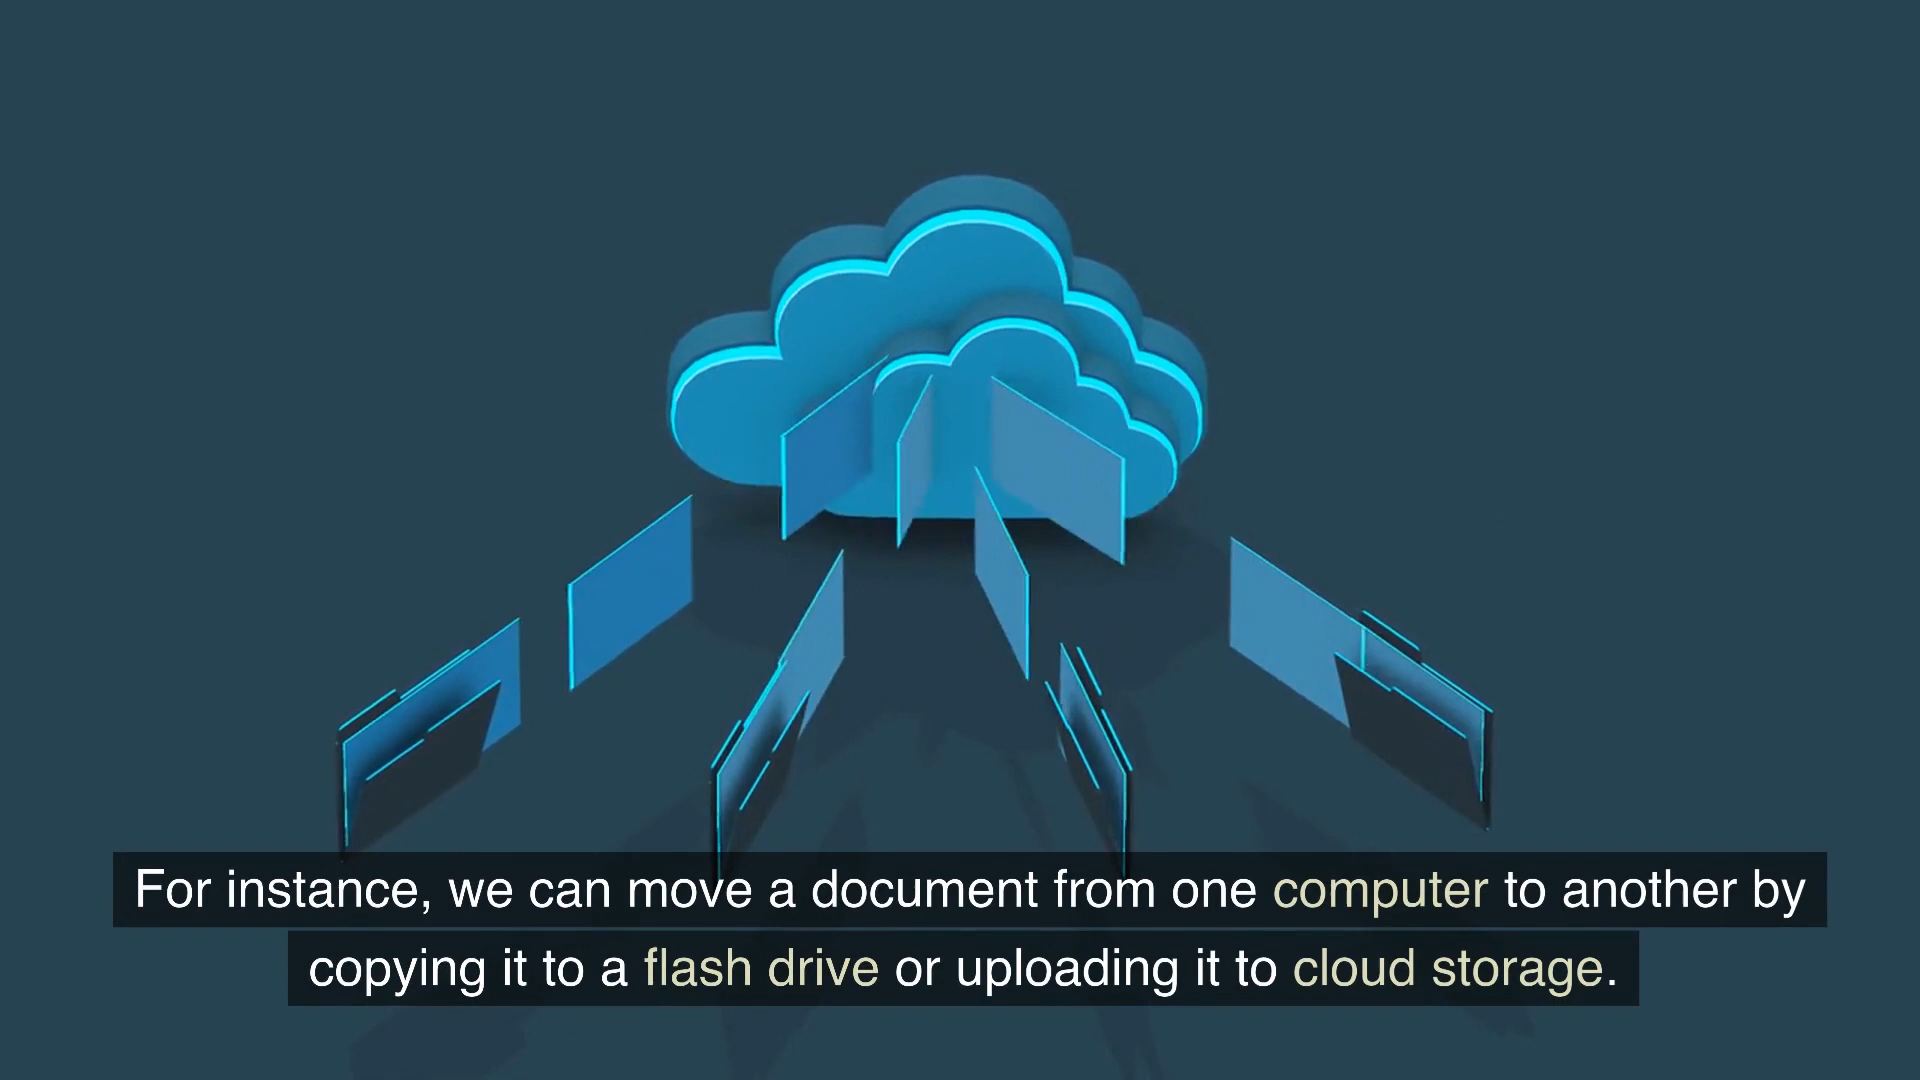 For instance, we can move a document from one computer to another by
copying it to a flash drive or uploading it to cloud storage.